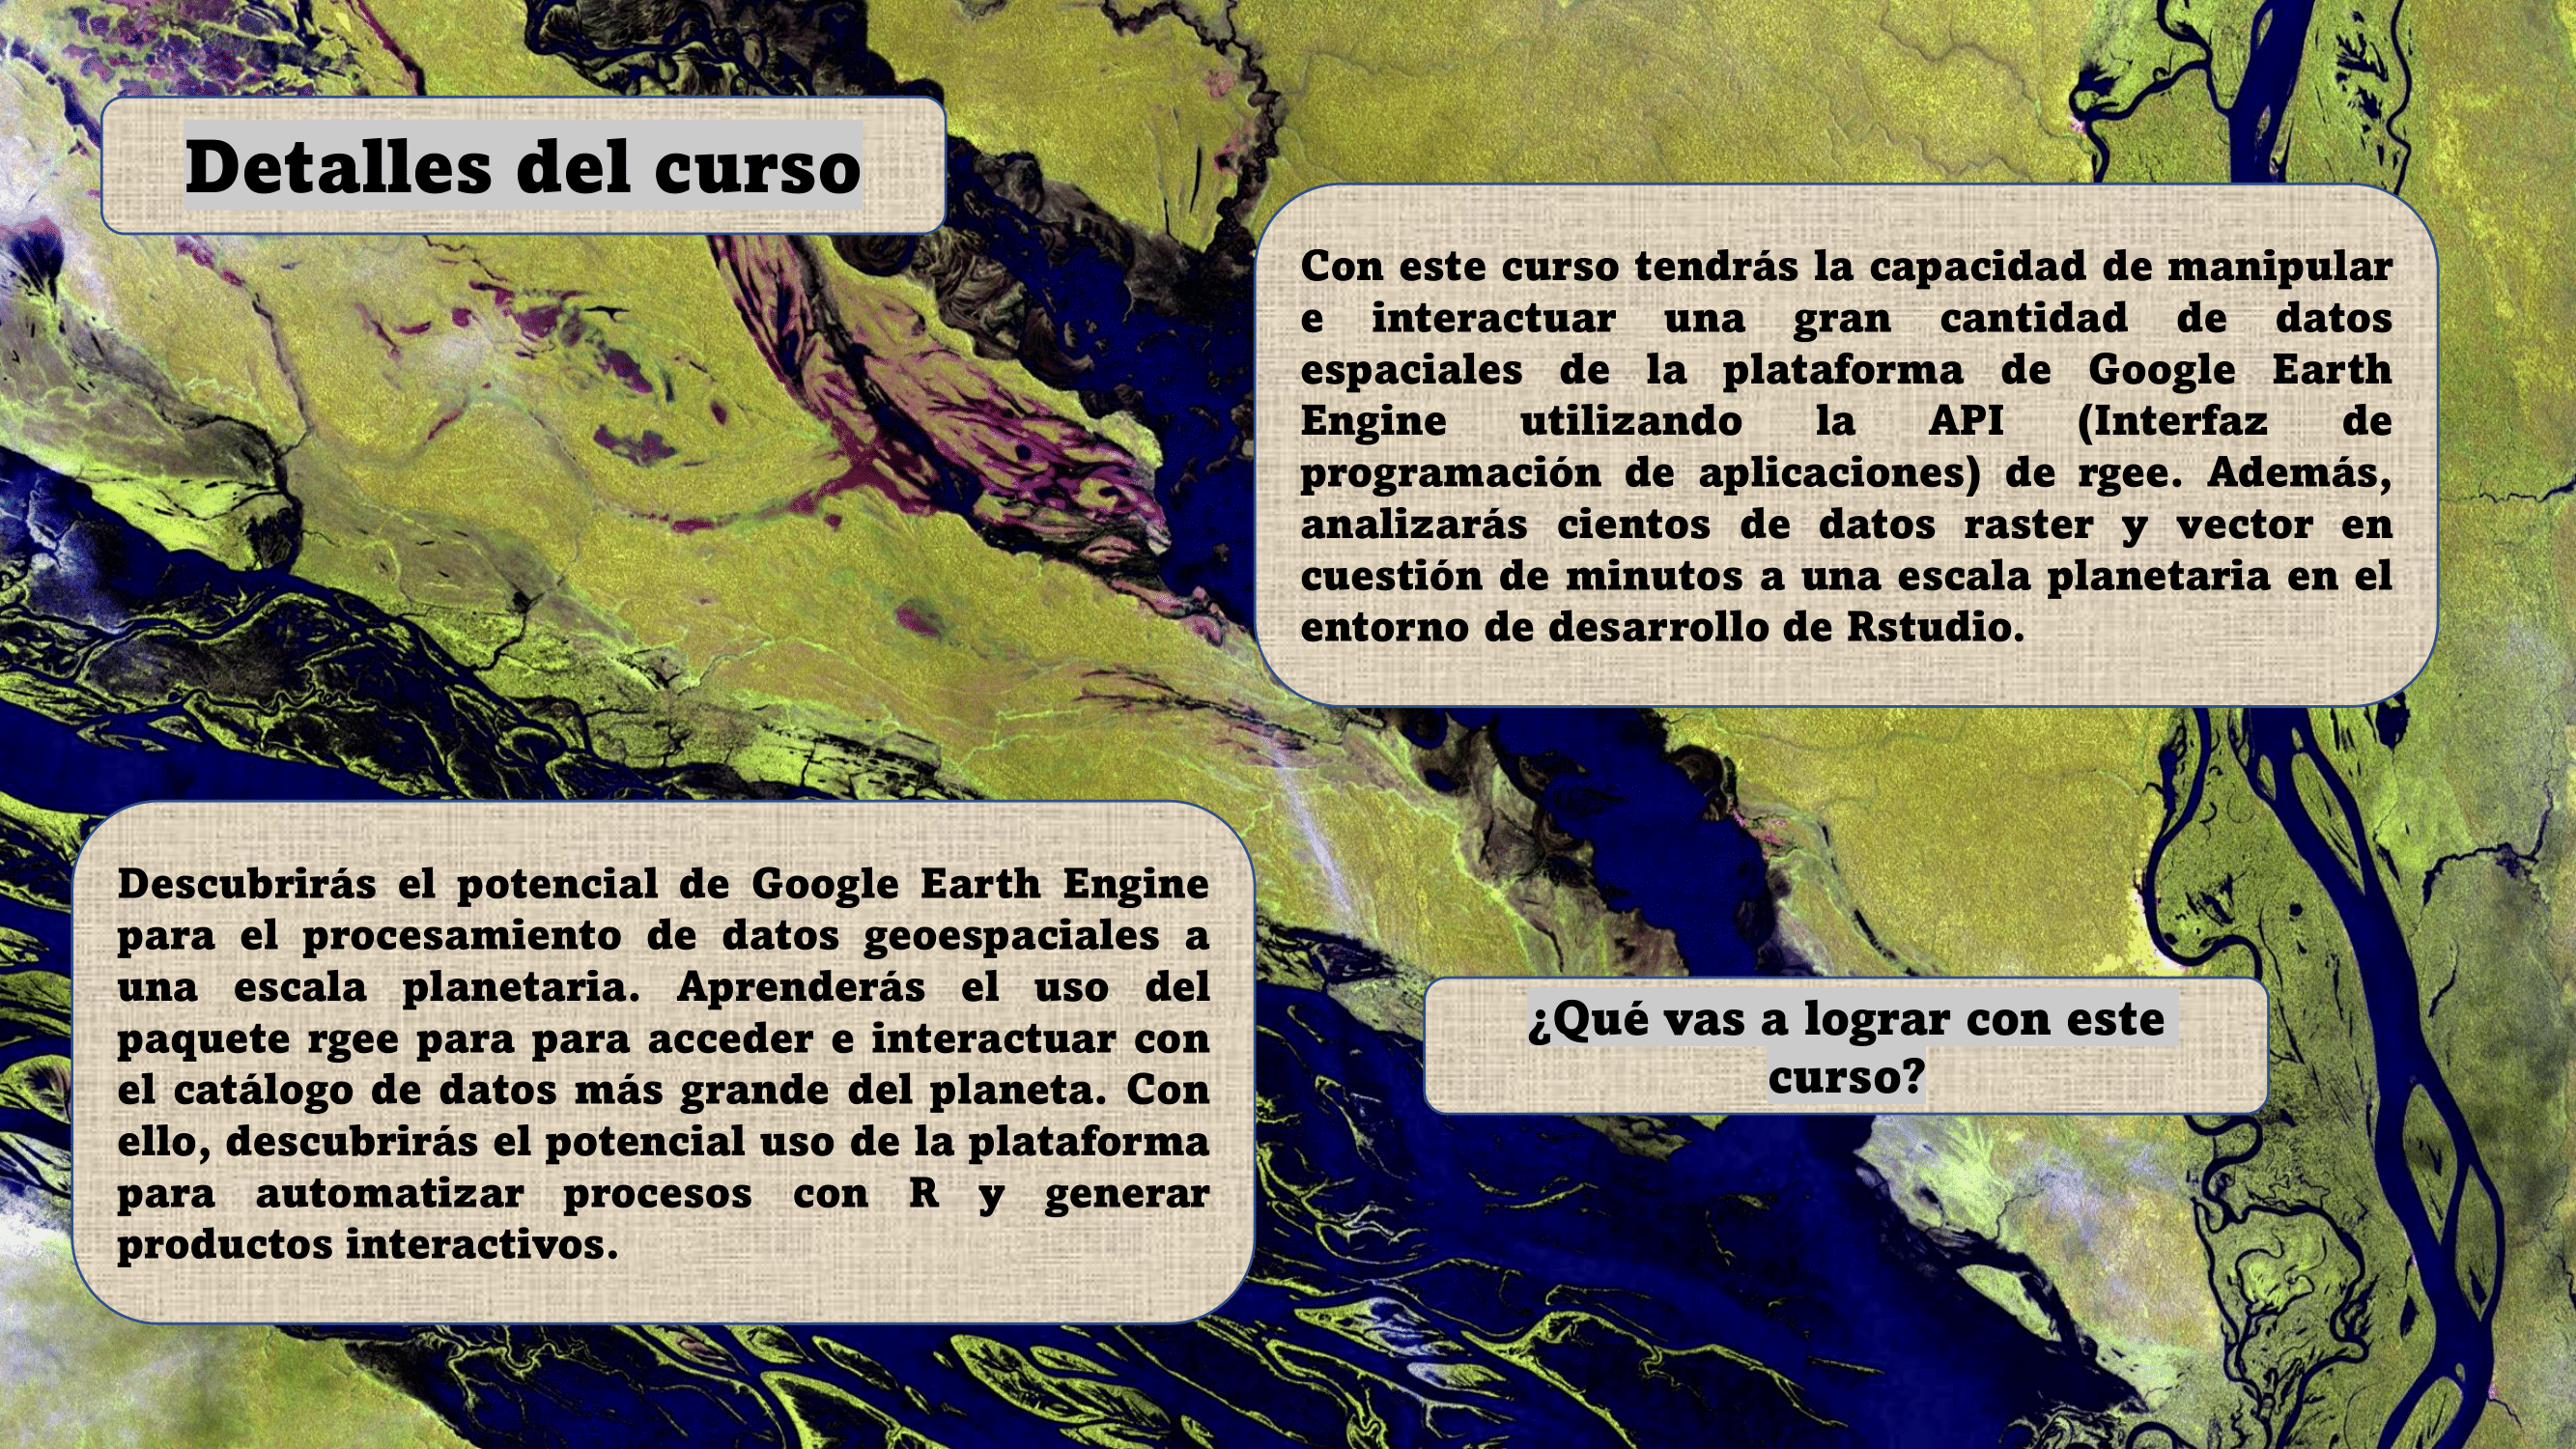 Detalles del curso
Con este curso tendrás la capacidad de manipular
e interactuar una gran cantidad de datos
espaciales de la plataforma de Google Earth
Engine utilizando la API (Interfaz de
programación de aplicaciones) de rgee. Además,
analizarás cientos de datos raster y vector en
cuestión de minutos a una escala planetaria en el
entorno de desarrollo de Rstudio.
Descubrirás el potencial de Google Earth Engine
para el procesamiento de datos geoespaciales a
una escala planetaria. Aprenderás el uso del
paquete rgee para para acceder e interactuar con
el catálogo de datos más grande del planeta. Con
ello, descubrirás el potencial uso de la plataforma
para automatizar procesos con R y generar
productos interactivos.
¿Qué vas a lograr con este
curso?